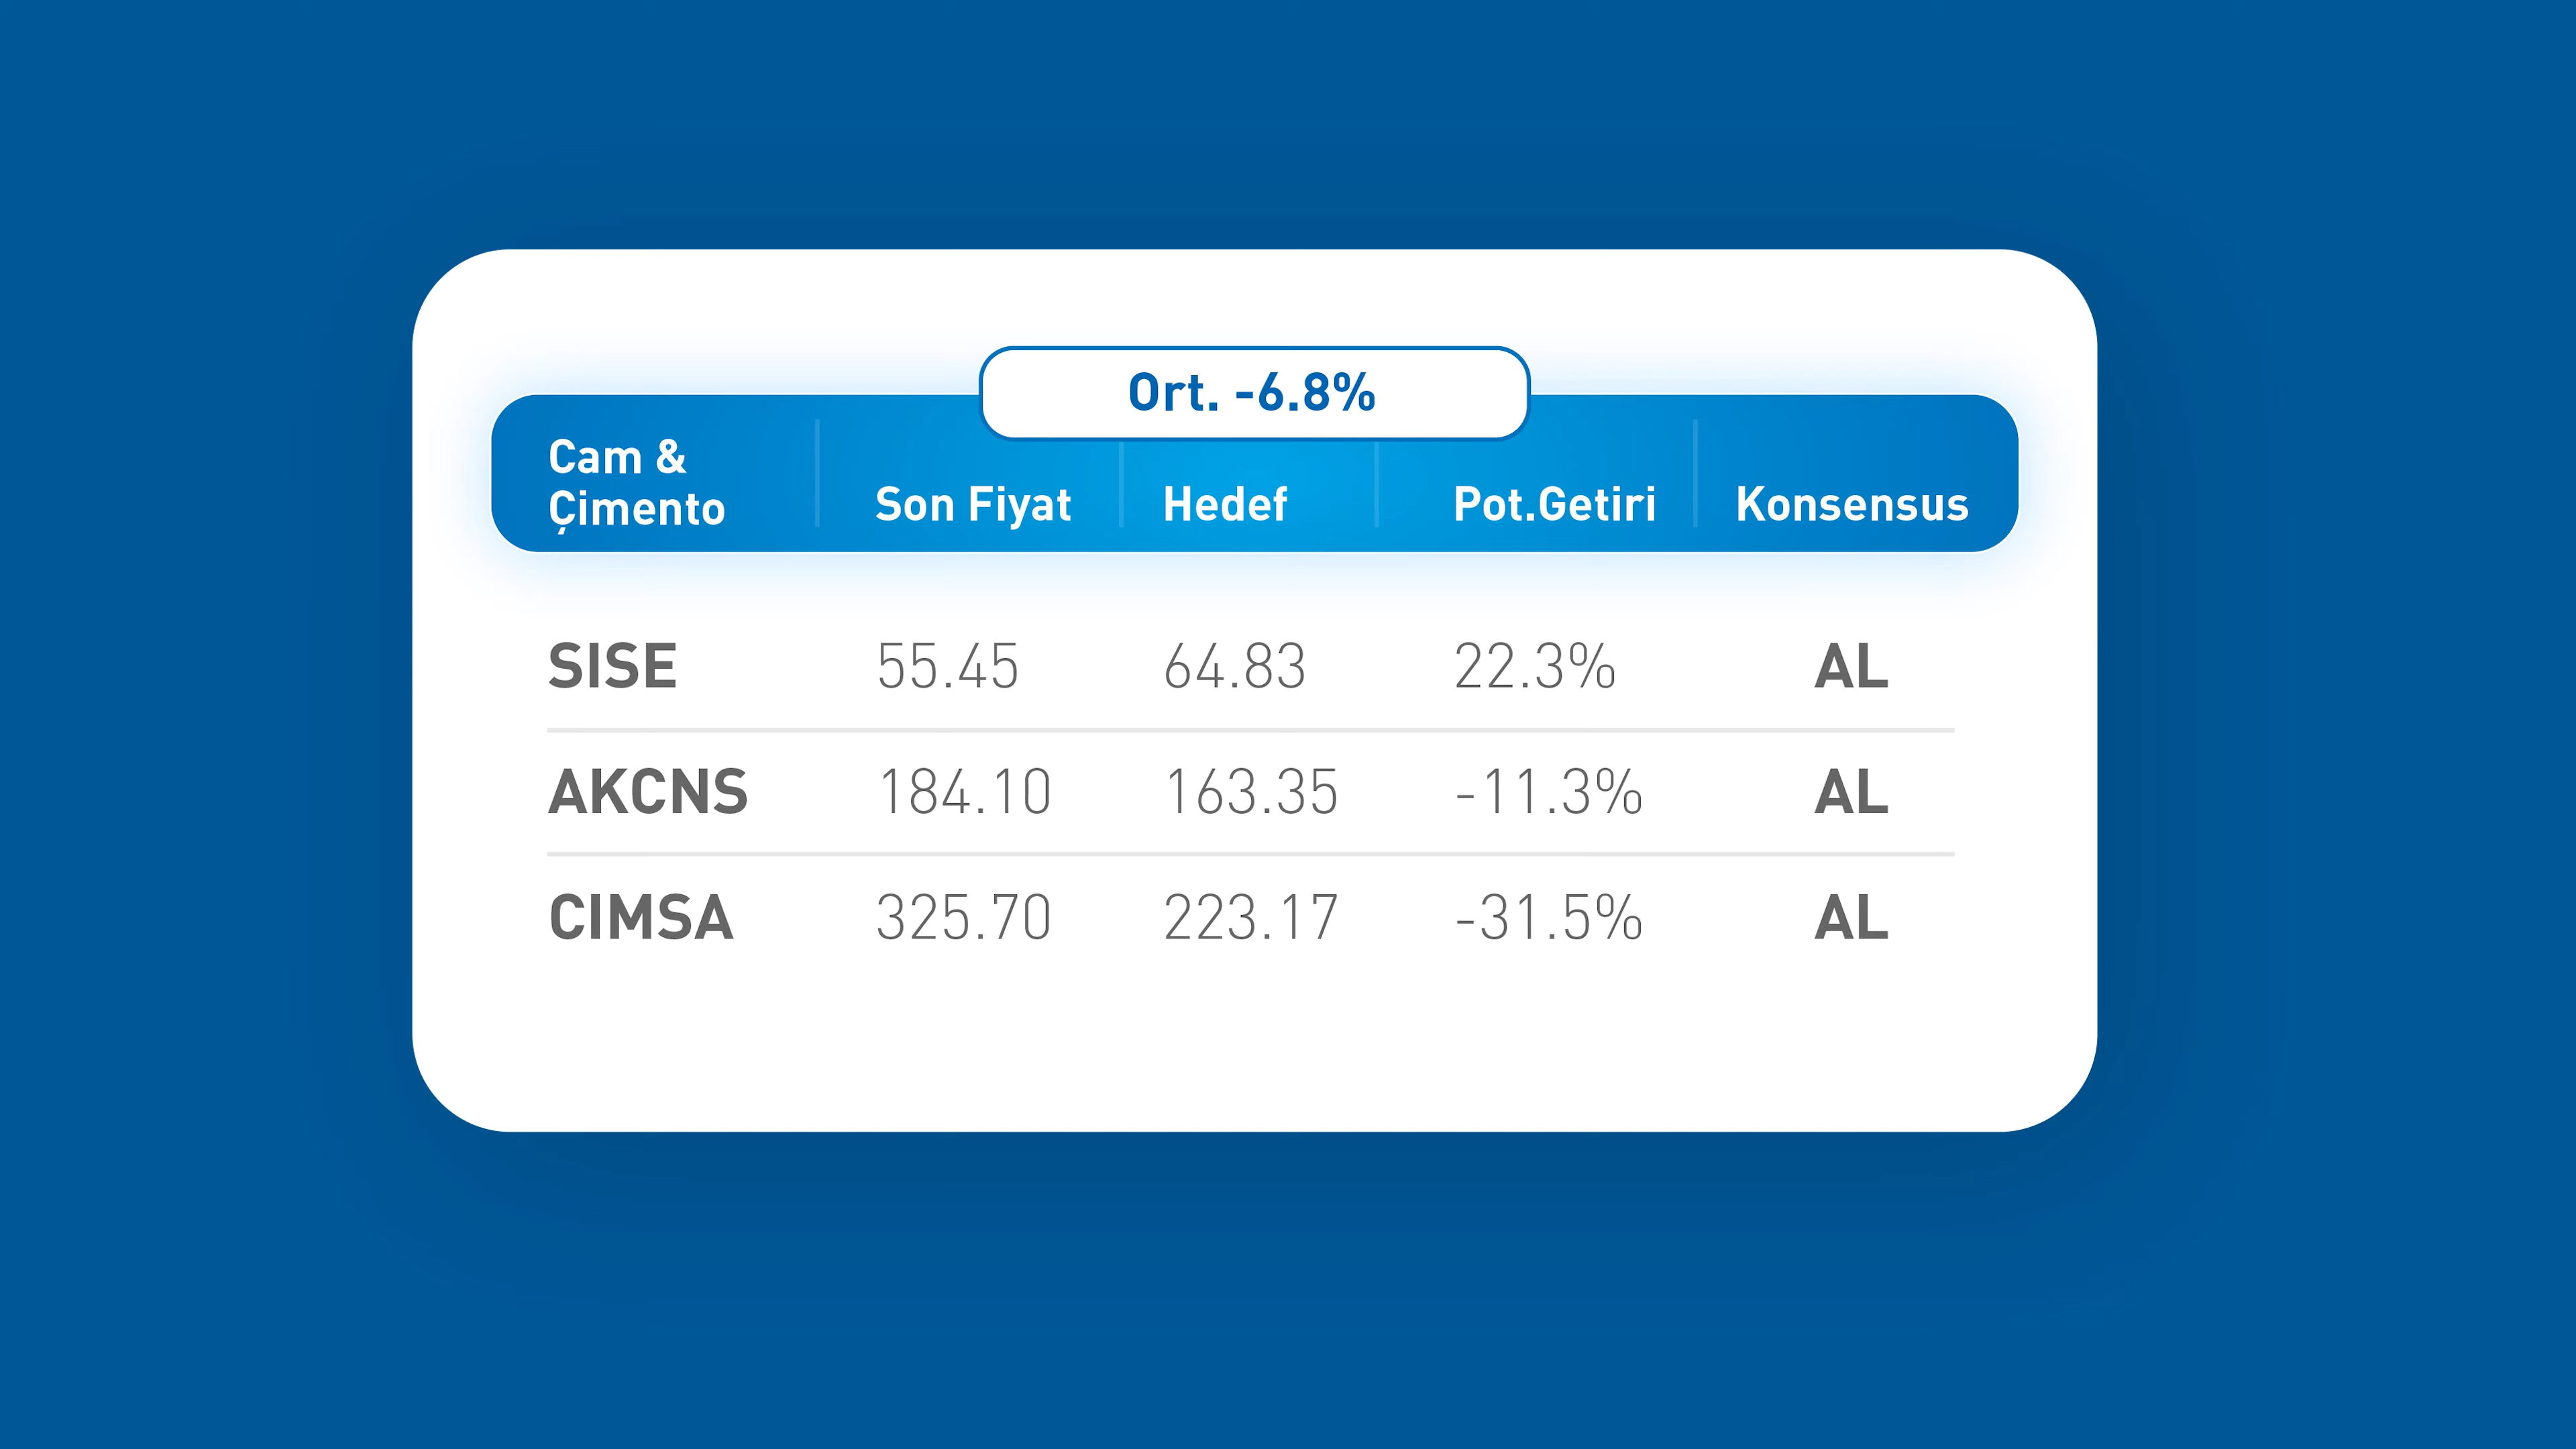 Ort. -6.8%
Cam &
Çimento
Son Fiyat Hedef Pot.Getiri Konsensus
SISE 55.45 64.83 22.3% AL
AKCNS 184.10 163.35 -11.3% AL
CIMSA 325.70 223.17 -31.5% AL